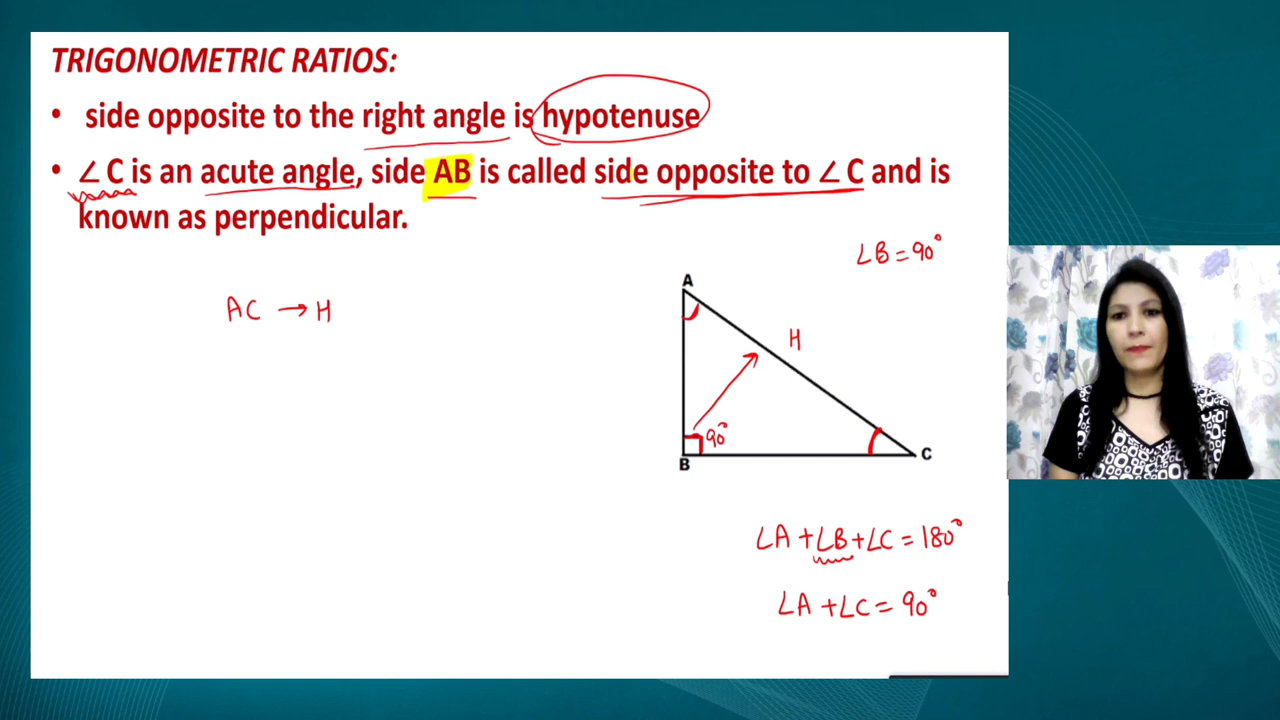 TRIGONOMETRIC RATIOS:
• side opposite to the right angle is hypotenuse
• ∠C is an acute angle, side AB is called side opposite to ∠C and is
known as perpendicular.
∠B = 90°
A
AC → H
H
90°
B
C
∠A + ∠B + ∠C = 180°
∠A + ∠C = 90°